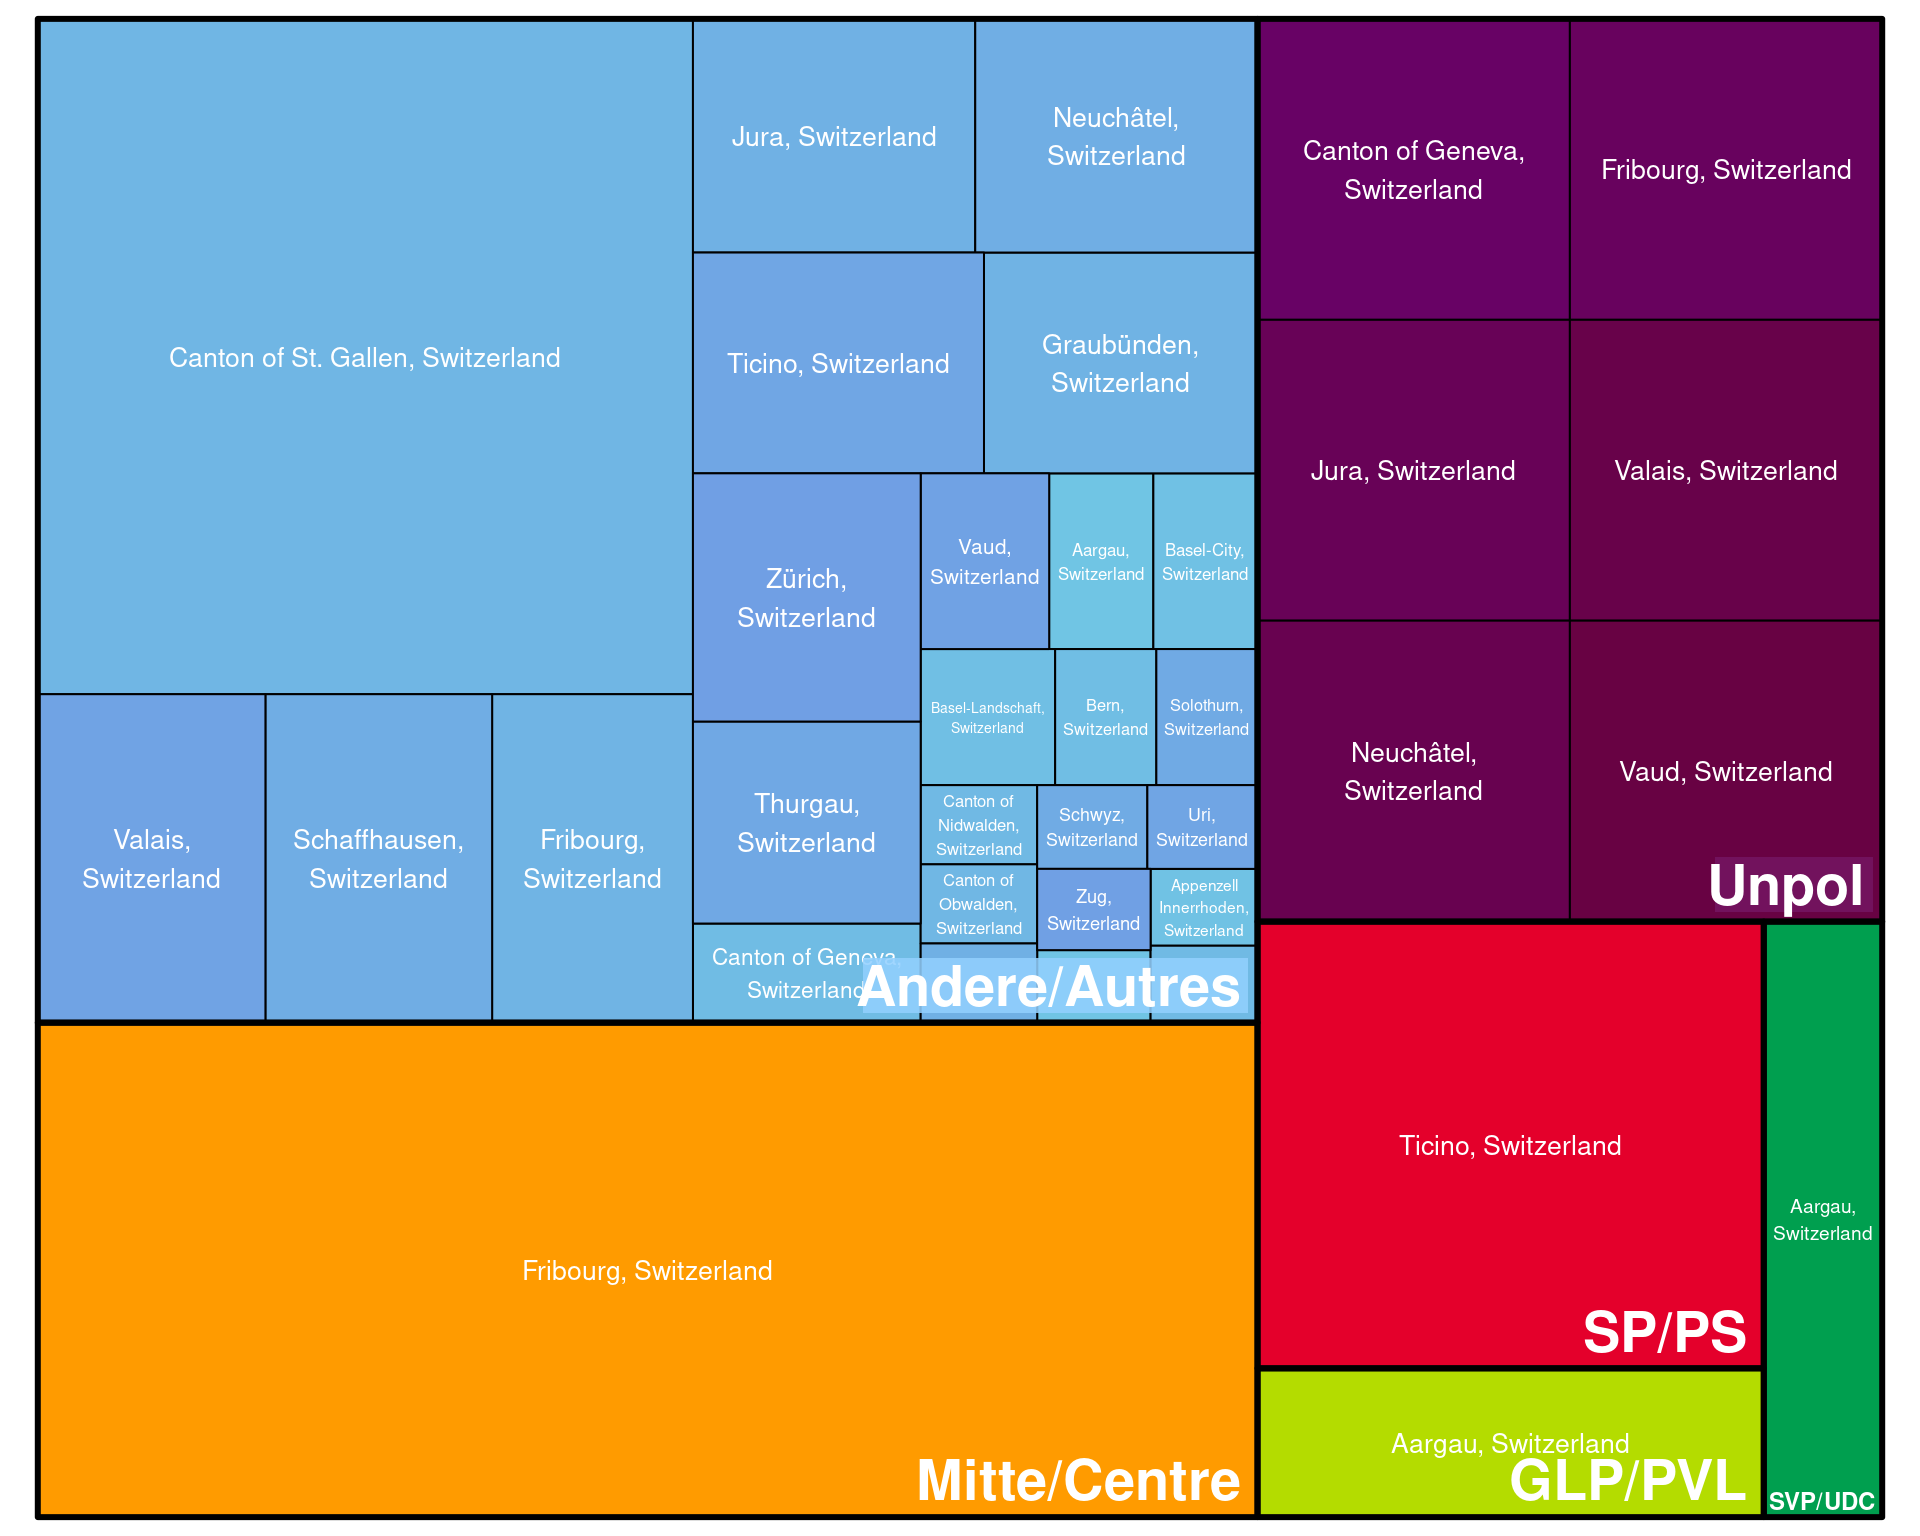 Canton of St. Gallen, Switzerland
Jura, Switzerland
Neuchâtel,
Switzerland
Ticino, Switzerland
Graubünden,
Switzerland
Valais,
Switzerland
Schaffhausen,
Switzerland
Fribourg,
Switzerland
Zürich,
Switzerland
Thurgau,
Switzerland
Canton of Geneva,
Switzerland
Vaud,
Switzerland
Aargau,
Switzerland
Basel-City,
Switzerland
Basel-Landschaft,
Switzerland
Bern,
Switzerland
Solothurn,
Switzerland
Canton of
Nidwalden,
Switzerland
Schwyz,
Switzerland
Uri,
Switzerland
Canton of
Obwalden,
Switzerland
Zug,
Switzerland
Appenzell
Innerrhoden,
Switzerland
Andere/Autres
Fribourg, Switzerland
Mitte/Centre
Canton of Geneva,
Switzerland
Fribourg, Switzerland
Jura, Switzerland
Valais, Switzerland
Neuchâtel,
Switzerland
Vaud, Switzerland
Unpol
Ticino, Switzerland
SP/PS
Aargau, Switzerland
GLP/PVL
Aargau,
Switzerland
SVP/UDC